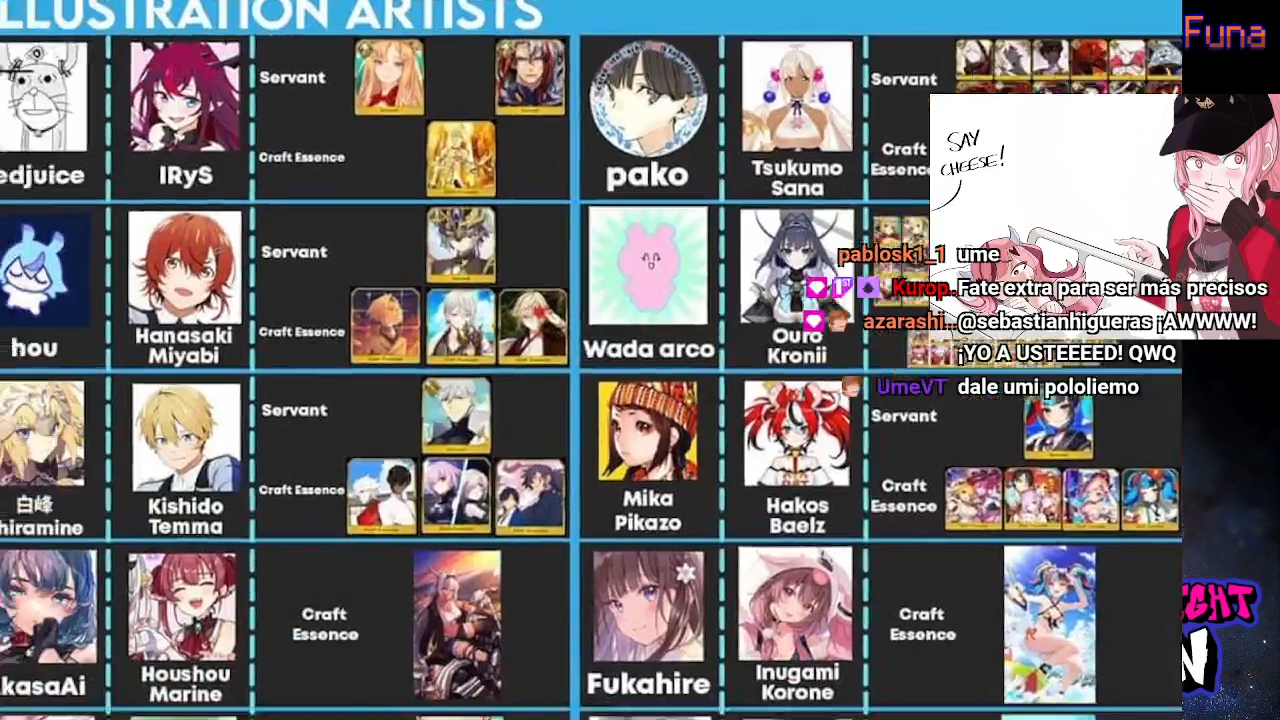 LLUSTRATION ARTISTS
Funa
SAY
CHEESE!
edjuice
IRyS
Servant
Craft Essence
pako
Tsukumo
Sana
Servant
Craft
Essence
pablosk1_1 ume
Kurop.. Fate extra para ser más precisos
azarashi.. @sebastianhigueras ¡AWWWW!
¡YO A USTEEEED! QWQ
UmeVT dale umi pololiemo
hou
Hanasaki
Miyabi
Servant
Craft Essence
Wada arco
Ouro
Kronii
白峰
hiramine
Kishido
Temma
Servant
Craft Essence
Mika
Pikazo
Hakos
Baelz
Servant
Craft
Essence
kasaAi
Houshou
Marine
Craft
Essence
Fukahire
Inugami
Korone
Craft
Essence
IGHT
N